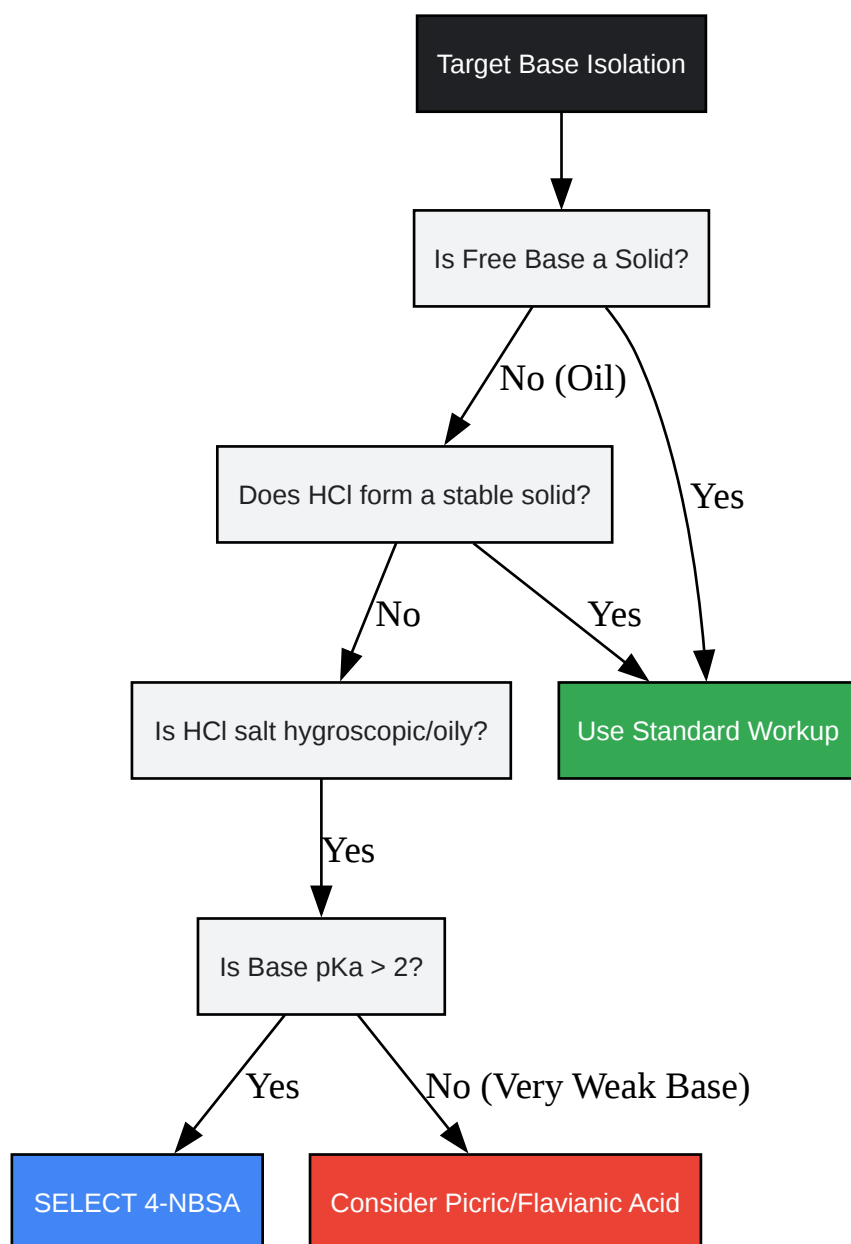 Target Base Isolation
Is Free Base a Solid?
No (Oil)
Does HCl form a stable solid?
Yes
No
Yes
Is HCl salt hygroscopic/oily?
Use Standard Workup
Yes
Is Base pKa > 2?
Yes
No (Very Weak Base)
SELECT 4-NBSA
Consider Picric/Flavianic Acid